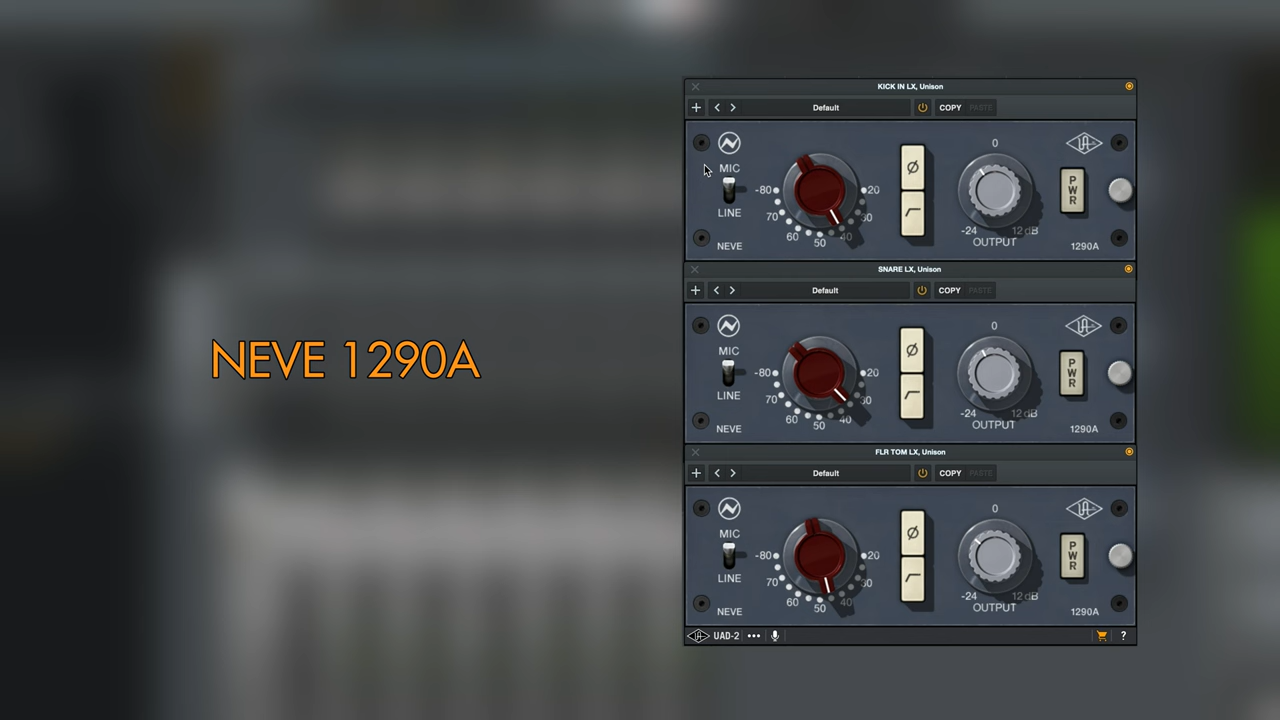 NEVE 1290A
KICK IN LX, Unison
Default COPY PASTE
MIC 0
-80 20 PWR
70 30
LINE
60 50 40 -24 12 dB
NEVE OUTPUT 1290A
SNARE LX, Unison
Default COPY PASTE
MIC 0
-80 20 PWR
70 30
LINE
60 50 40 -24 12 dB
NEVE OUTPUT 1290A
FLR TOM LX, Unison
Default COPY PASTE
MIC 0
-80 20 PWR
70 30
LINE
60 50 40 -24 12 dB
NEVE OUTPUT 1290A
UAD-2 ?